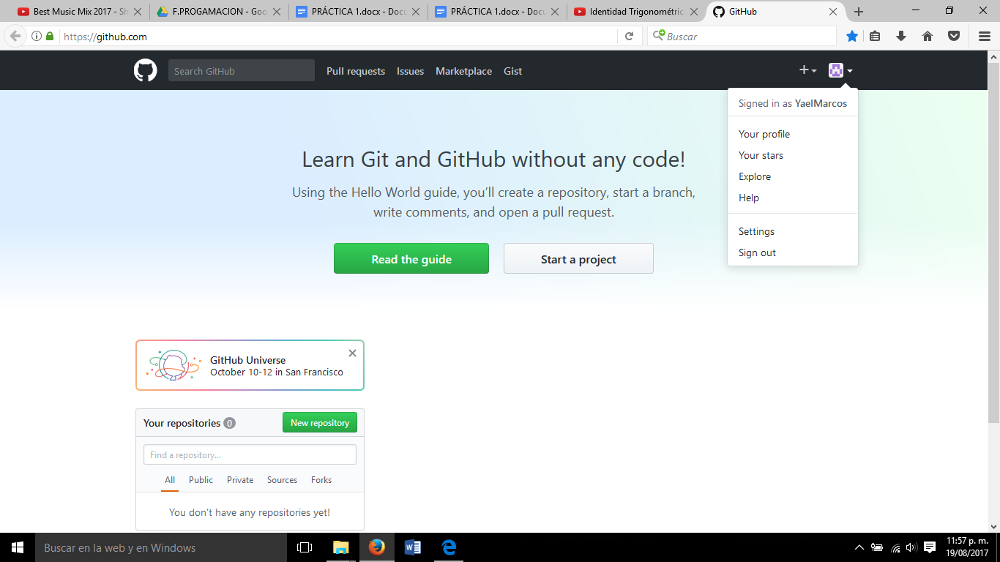 Best Music Mix 2017 - Sh
F.PROGAMACION - Goo
PRÁCTICA 1.docx - Docu
PRÁCTICA 1.docx - Docu
Identidad Trigonométric
GitHub
https://github.com
Buscar
Search GitHub
Pull requests
Issues
Marketplace
Gist
Signed in as YaelMarcos
Your profile
Your stars
Explore
Help
Settings
Sign out
Learn Git and GitHub without any code!
Using the Hello World guide, you’ll create a repository, start a branch,
write comments, and open a pull request.
Read the guide
Start a project
GitHub Universe
October 10-12 in San Francisco
Your repositories 0
New repository
Find a repository...
All
Public
Private
Sources
Forks
You don’t have any repositories yet!
Buscar en la web y en Windows
11:57 p. m.
19/08/2017